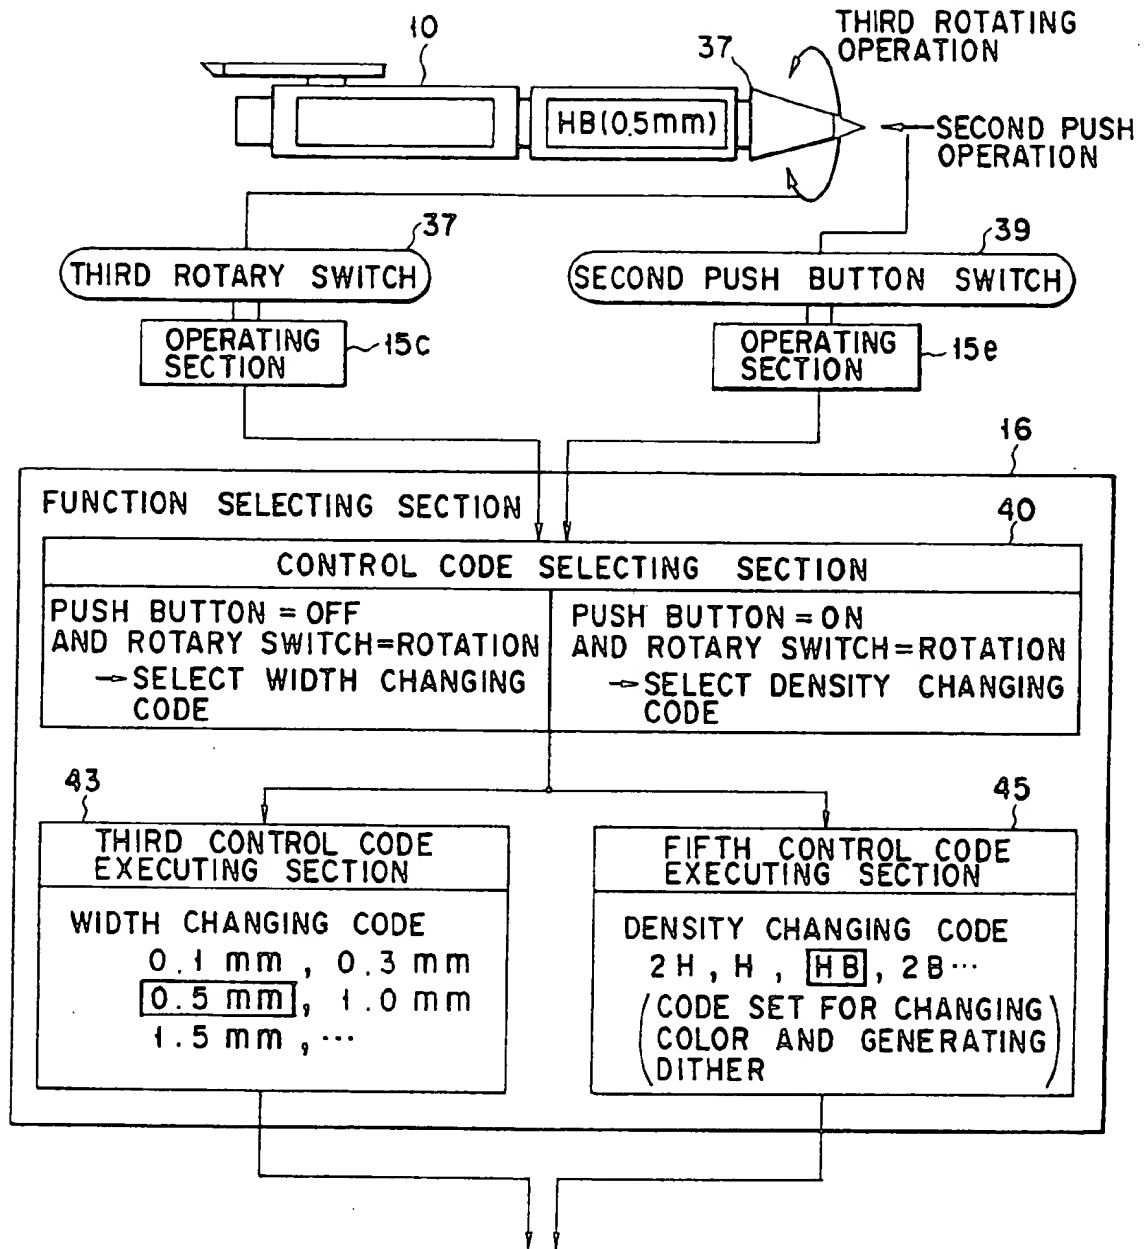 10
37
THIRD ROTATING
OPERATION
HB(0.5mm)
SECOND PUSH
OPERATION
37
THIRD ROTARY SWITCH
39
SECOND PUSH BUTTON SWITCH
OPERATING
SECTION
15c
OPERATING
SECTION
15e
16
FUNCTION SELECTING SECTION
40
CONTROL CODE SELECTING SECTION
PUSH BUTTON = OFF
AND ROTARY SWITCH=ROTATION
→ SELECT WIDTH CHANGING
CODE
PUSH BUTTON = ON
AND ROTARY SWITCH=ROTATION
→ SELECT DENSITY CHANGING
CODE
43
THIRD CONTROL CODE
EXECUTING SECTION
WIDTH CHANGING CODE
0.1 mm , 0.3 mm
0.5 mm , 1.0 mm
1.5 mm , ...
45
FIFTH CONTROL CODE
EXECUTING SECTION
DENSITY CHANGING CODE
2H, H, HB, 2B...
(CODE SET FOR CHANGING
COLOR AND GENERATING
DITHER)